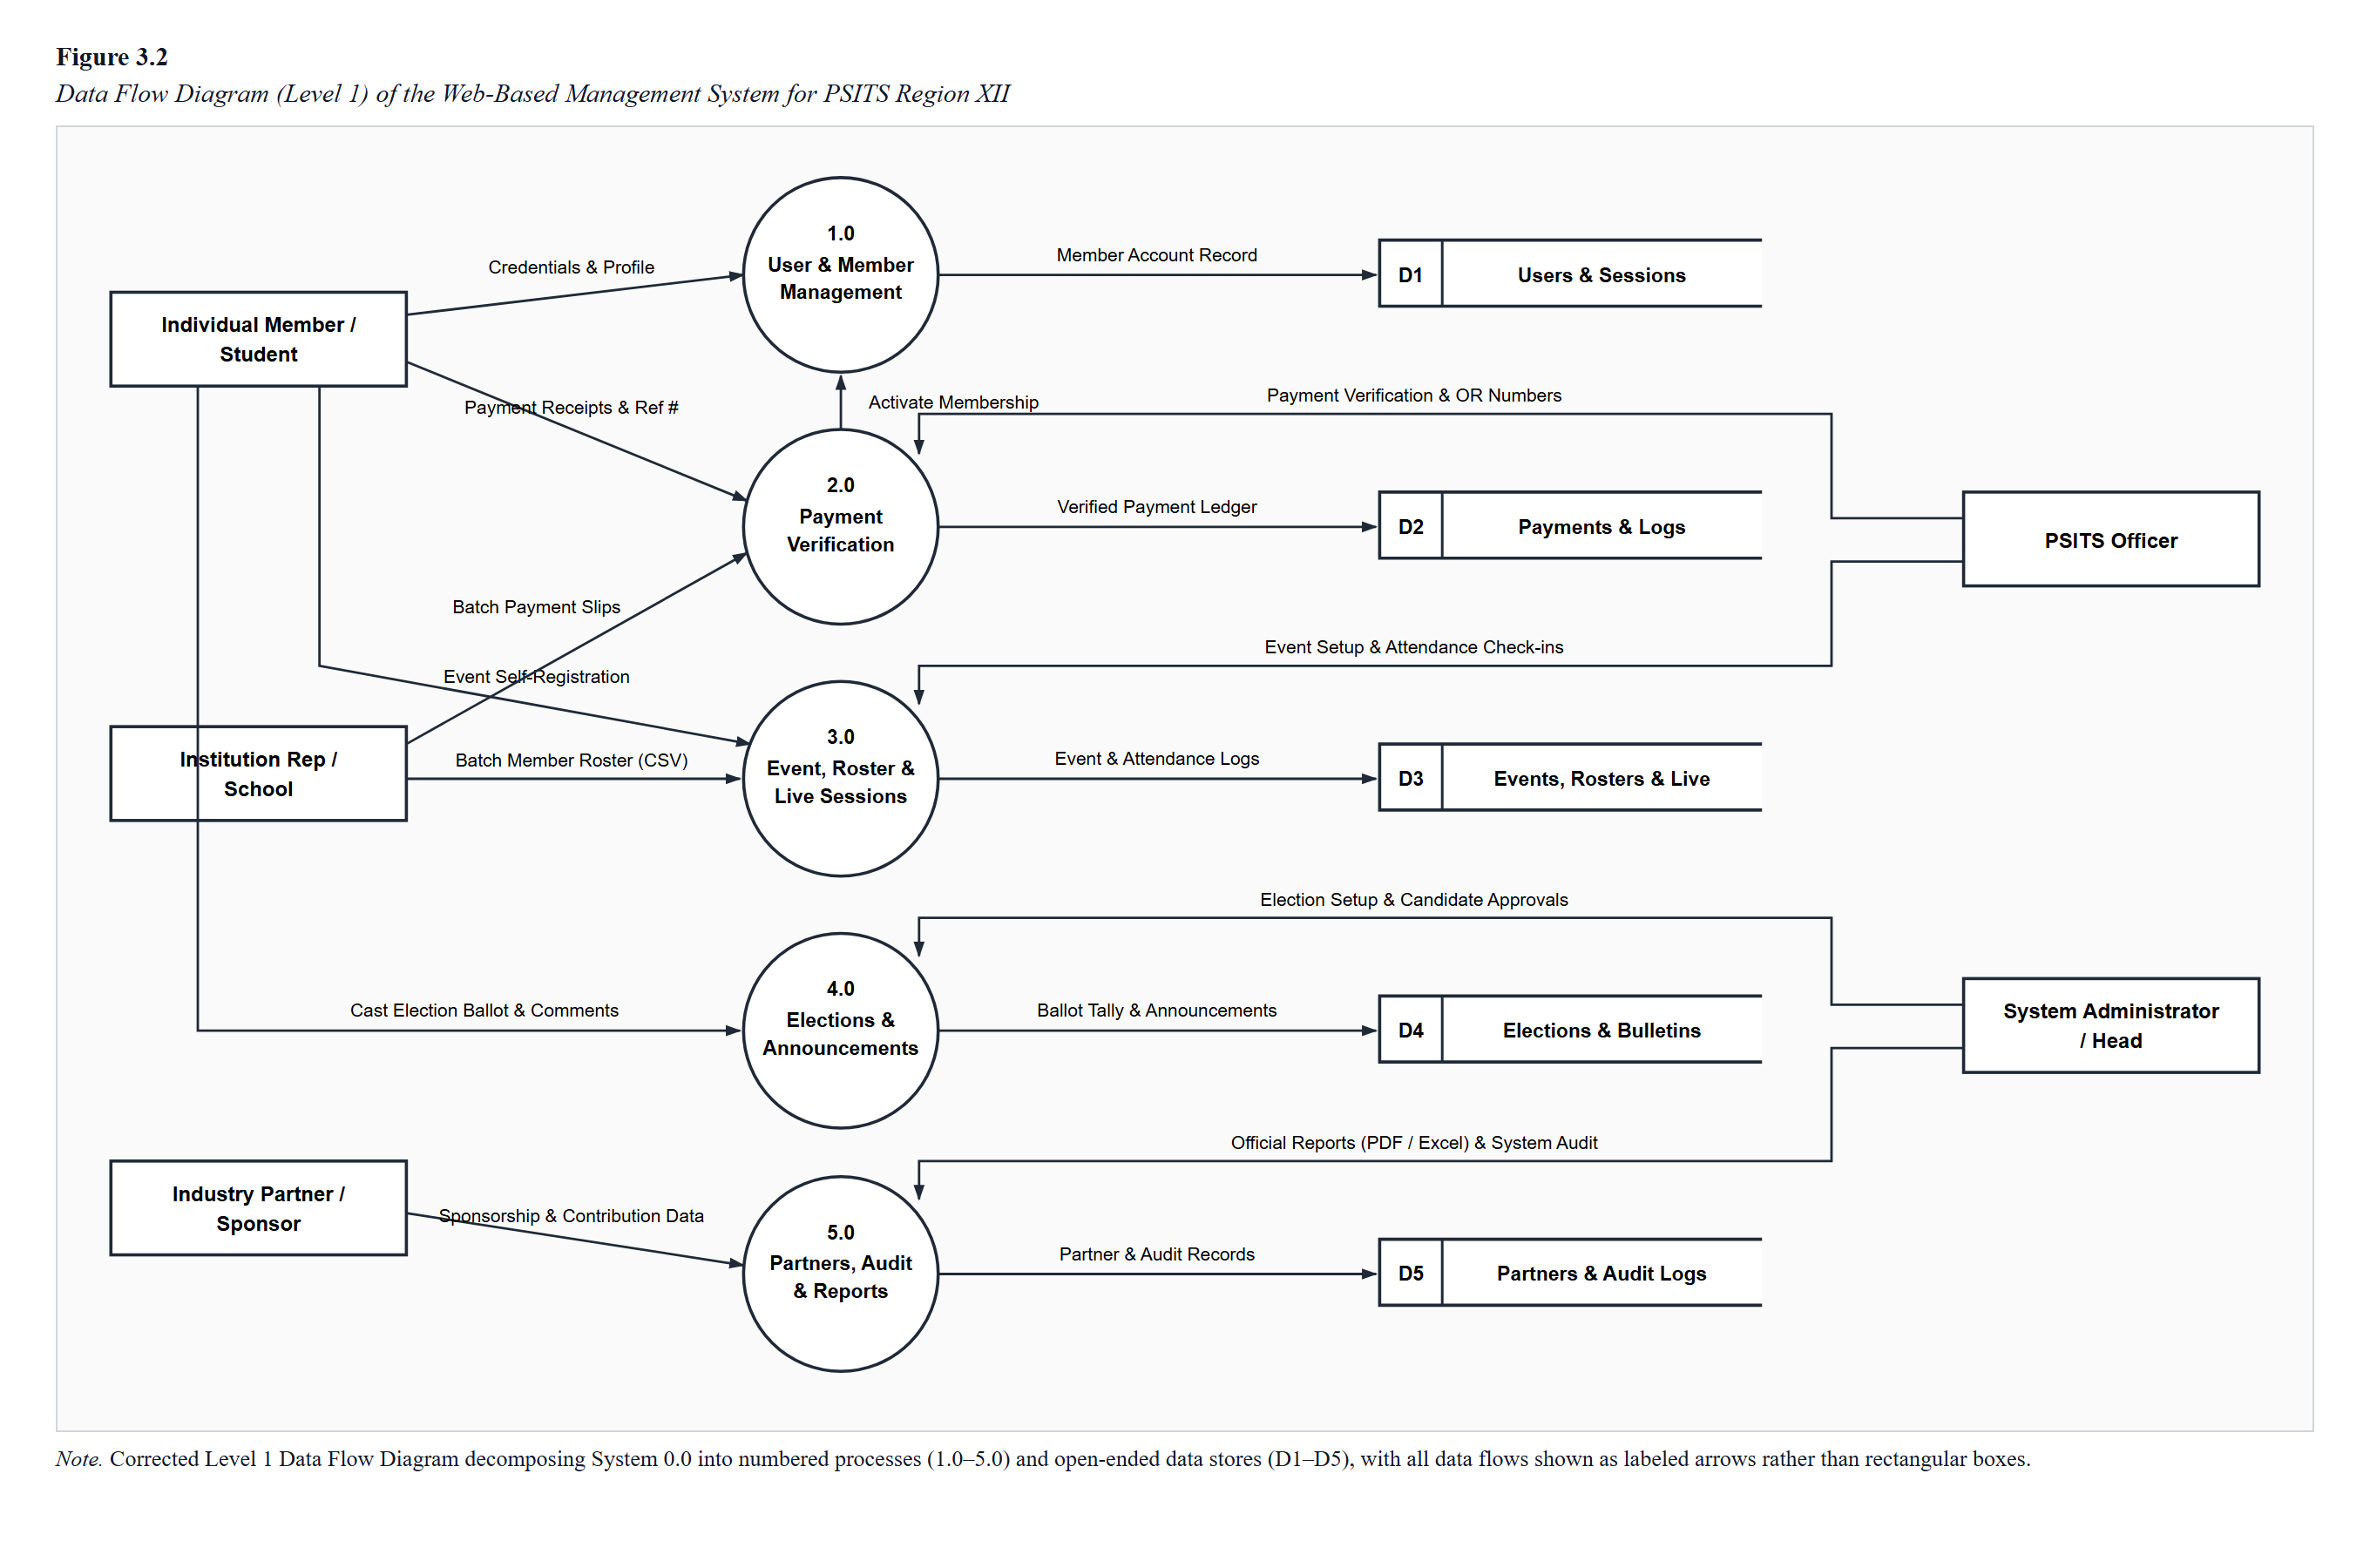 Figure 3.2
Data Flow Diagram (Level 1) of the Web-Based Management System for PSITS Region XII
1.0
User & Member
Management
Credentials & Profile
Member Account Record
D1
Users & Sessions
Individual Member /
Student
Payment Receipts & Ref #
Activate Membership
Payment Verification & OR Numbers
2.0
Payment
Verification
Verified Payment Ledger
D2
Payments & Logs
PSITS Officer
Batch Payment Slips
Event Self-Registration
Event Setup & Attendance Check-ins
Institution Rep /
School
Batch Member Roster (CSV)
3.0
Event, Roster &
Live Sessions
Event & Attendance Logs
D3
Events, Rosters & Live
Election Setup & Candidate Approvals
Cast Election Ballot & Comments
4.0
Elections &
Announcements
Ballot Tally & Announcements
D4
Elections & Bulletins
System Administrator
/ Head
Official Reports (PDF / Excel) & System Audit
Industry Partner /
Sponsor
Sponsorship & Contribution Data
5.0
Partners, Audit
& Reports
Partner & Audit Records
D5
Partners & Audit Logs
Note. Corrected Level 1 Data Flow Diagram decomposing System 0.0 into numbered processes (1.0–5.0) and open-ended data stores (D1–D5), with all data flows shown as labeled arrows rather than rectangular boxes.